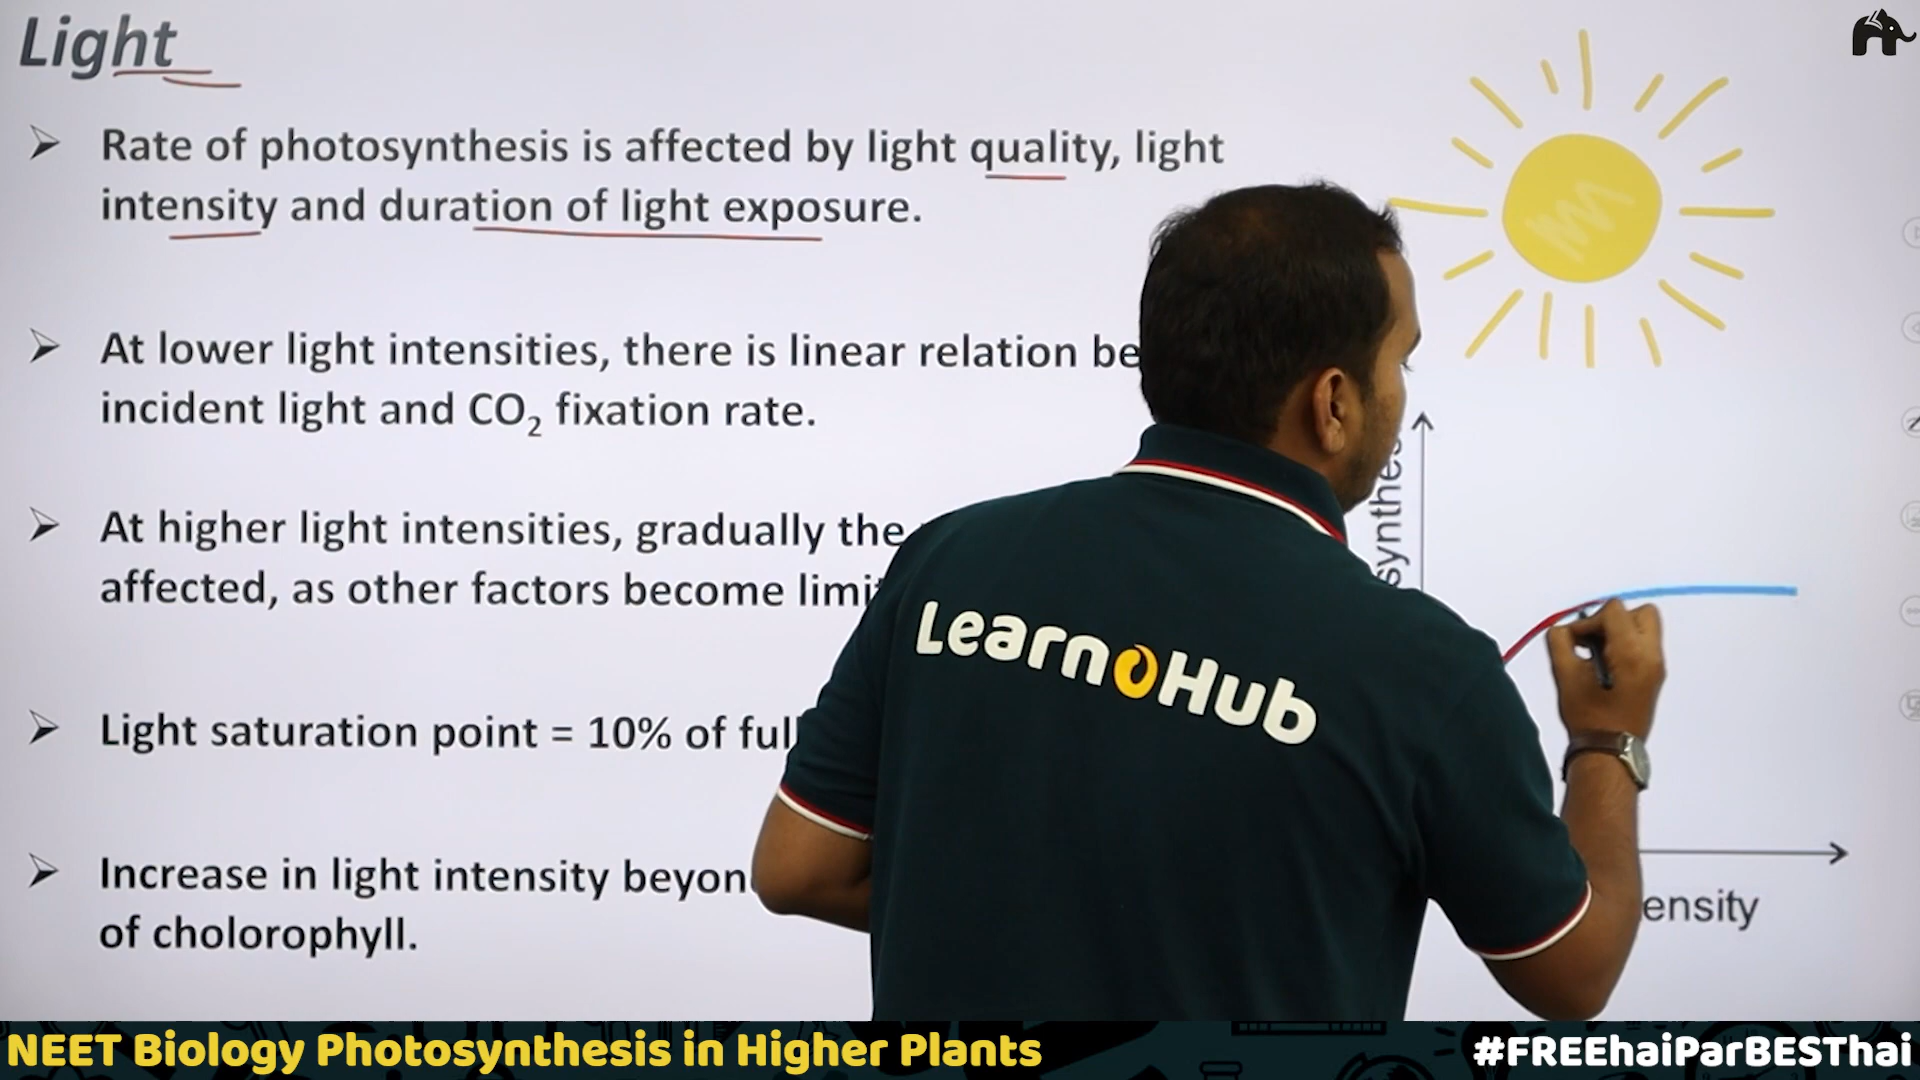 Light
Rate of photosynthesis is affected by light quality, light
intensity and duration of light exposure.
At lower light intensities, there is linear relation be
incident light and CO₂ fixation rate.
At higher light intensities, gradually the
affected, as other factors become limi
Light saturation point = 10% of full
Increase in light intensity beyon
of cholorophyll.
synthes
ensity
LearnoHub
NEET Biology Photosynthesis in Higher Plants
#FREEhaiParBESThai